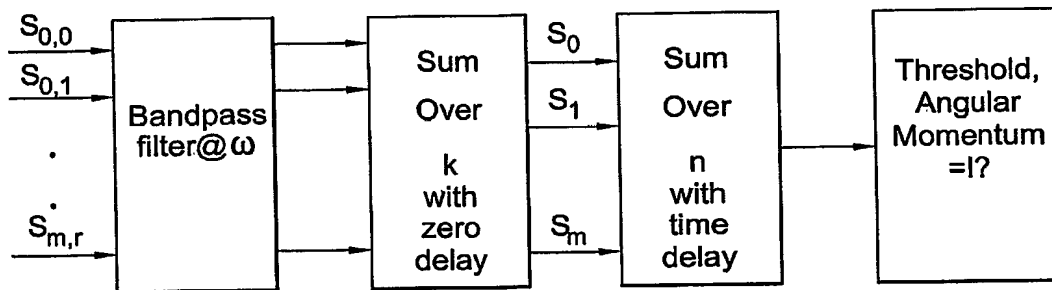 S0,0
S0,1
.
.
.
Sm,r
Bandpass
filter@ω
Sum
Over
k
with
zero
delay
S0
S1
Sm
Sum
Over
n
with
time
delay
Threshold,
Angular
Momentum
=l?